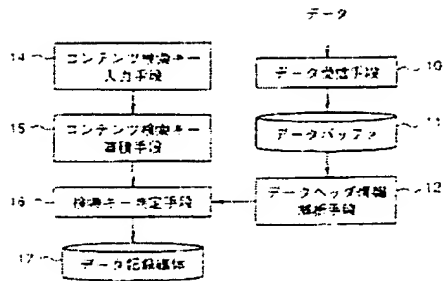 データ
14
コンテンツ検索キー
入力手段
データ受信手段
10
15
コンテンツ検索キー
蓄積手段
データバッファ
11
16
検索キー判定手段
データヘッダ情報
解析手段
12
17
データ記録媒体